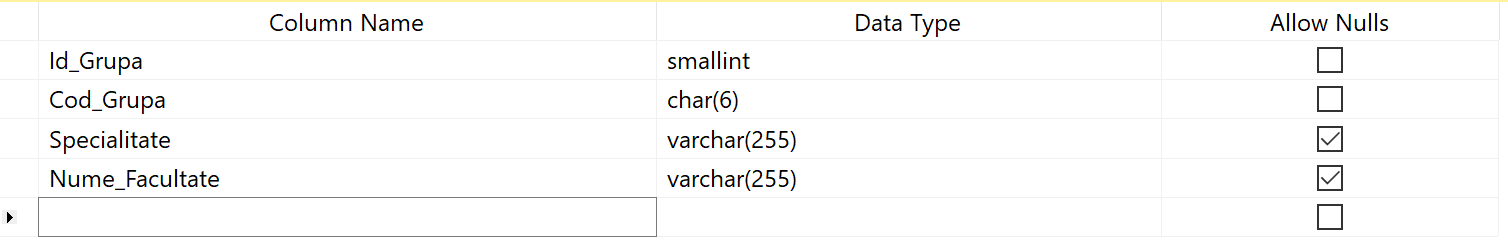 Column Name Data Type Allow Nulls
Id_Grupa smallint
Cod_Grupa char(6)
Specialitate varchar(255)
Nume_Facultate varchar(255)